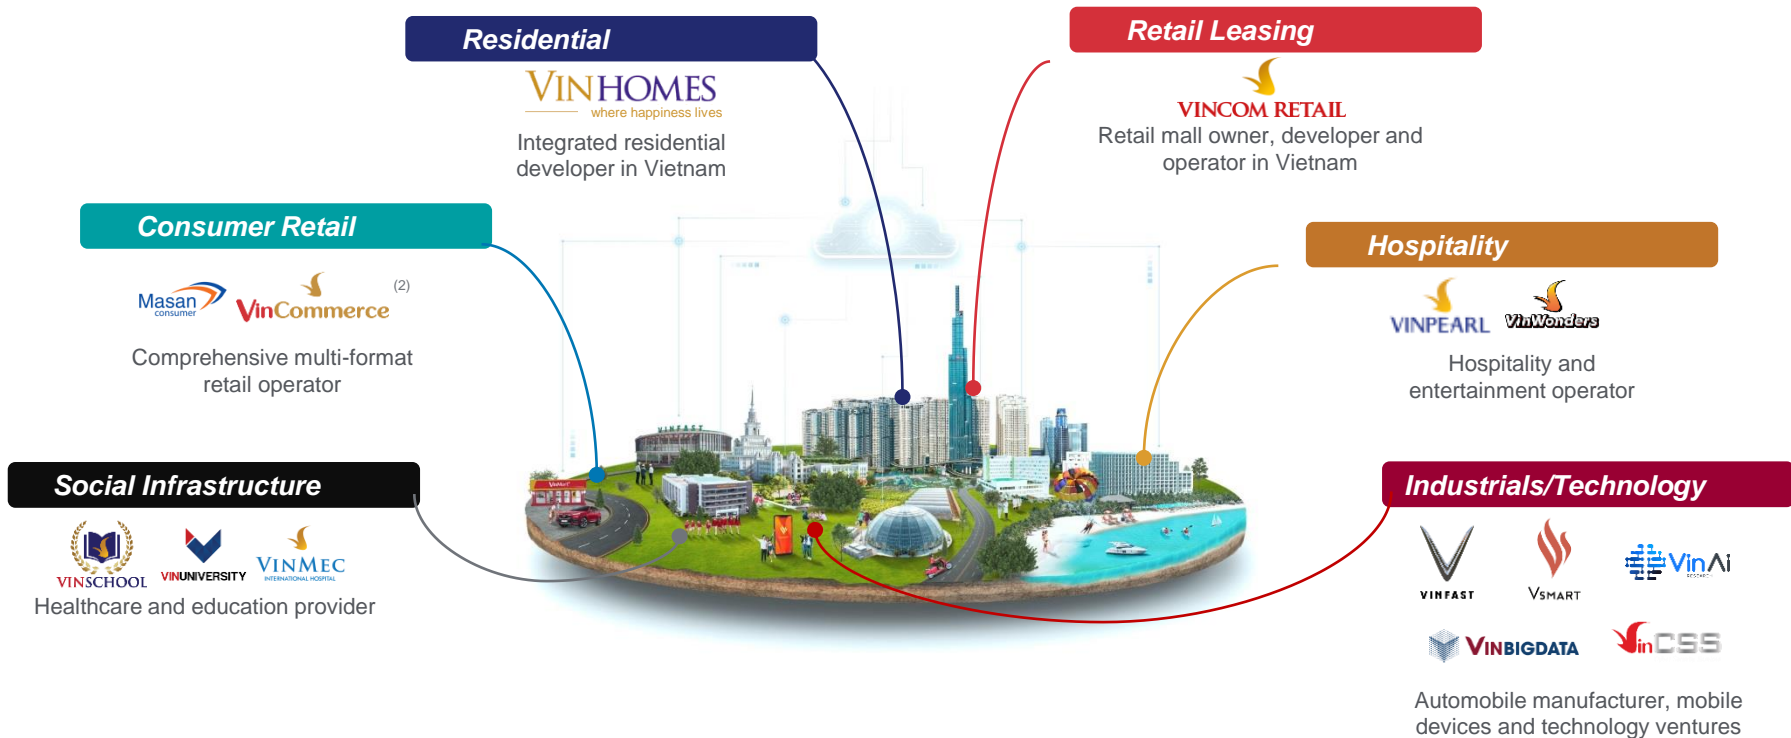 Residential
VINHOMES
where happiness lives
Integrated residential
developer in Vietnam
Retail Leasing
VINCOM RETAIL
Retail mall owner, developer and
operator in Vietnam
Consumer Retail
Masan
consumer
VinCommerce
(2)
Comprehensive multi-format
retail operator
Hospitality
VINPEARL
VinWonders
Hospitality and
entertainment operator
VINFAST
VinMart
Social Infrastructure
VINSCHOOL
VINUNIVERSITY
VINMEC
INTERNATIONAL HOSPITAL
Healthcare and education provider
Industrials/Technology
VINFAST
VSMART
VinAi
RESEARCH
VINBIGDATA
VinCSS
Automobile manufacturer, mobile
devices and technology ventures